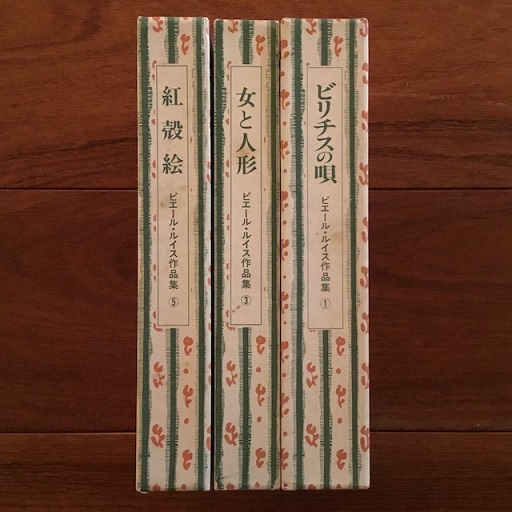 ビリチスの唄
ピエール・ルイス作品集 ①
女と人形
ピエール・ルイス作品集 ③
紅殻絵
ピエール・ルイス作品集 ⑤